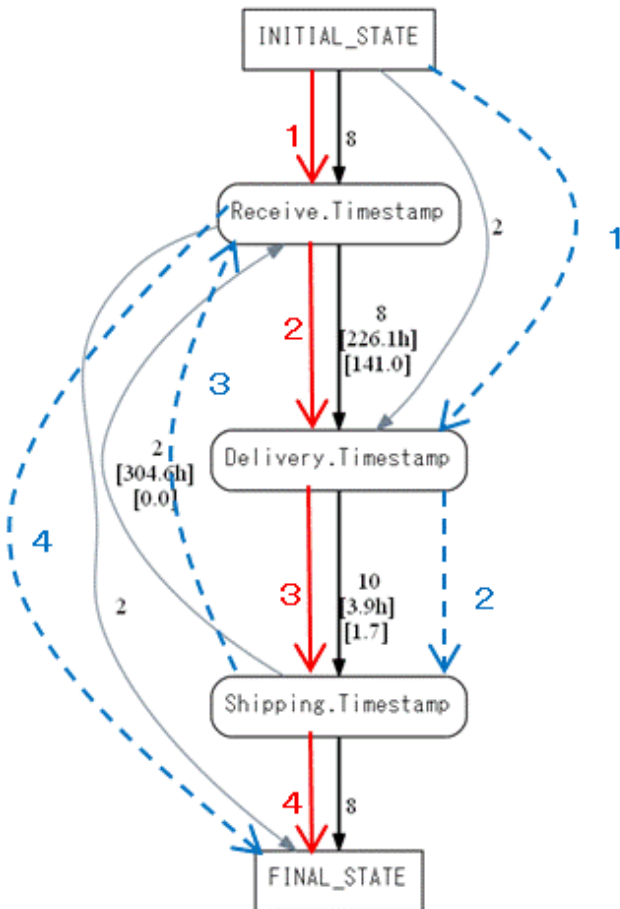 INITIAL_STATE
1
8
Receive.Timestamp
2
1
2
8
[226.1h]
[141.0]
3
2
[304.6h]
[0.0]
Delivery.Timestamp
4
2
3
10
[3.9h]
[1.7]
2
Shipping.Timestamp
4
8
FINAL_STATE